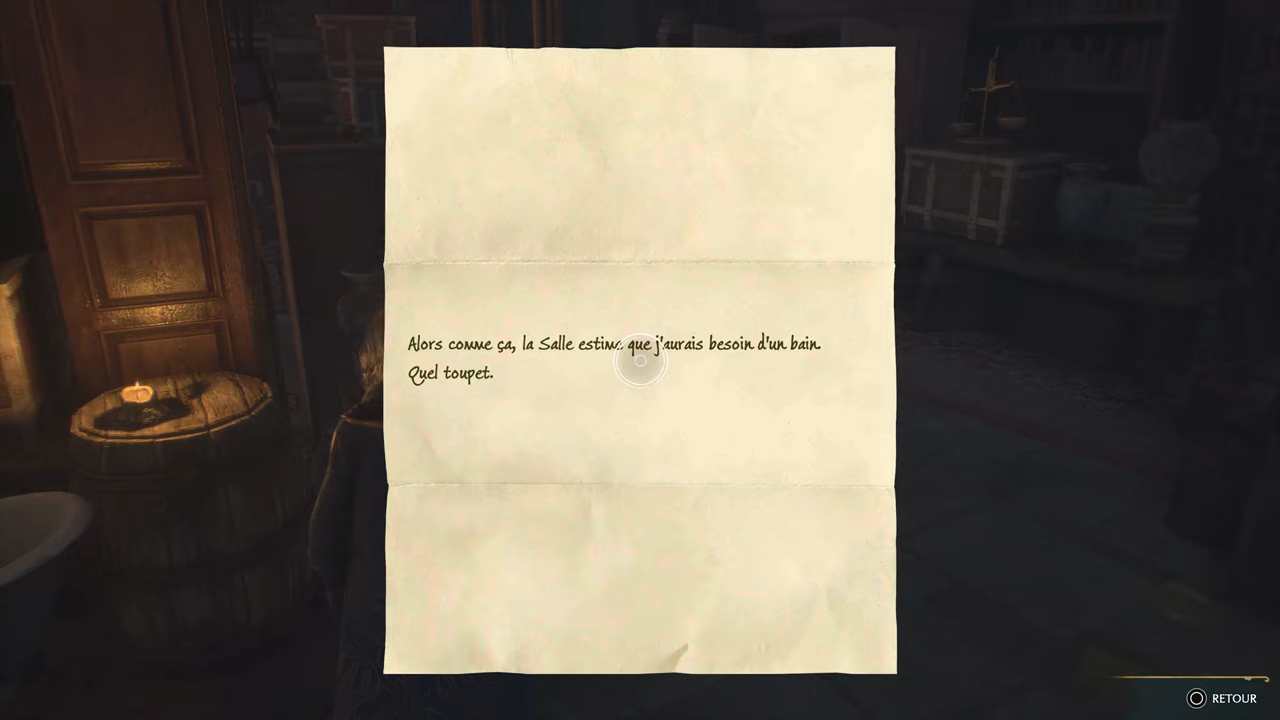 Alors comme ça, la Salle estime que j'aurais besoin d'un bain.
Quel toupet.
RETOUR